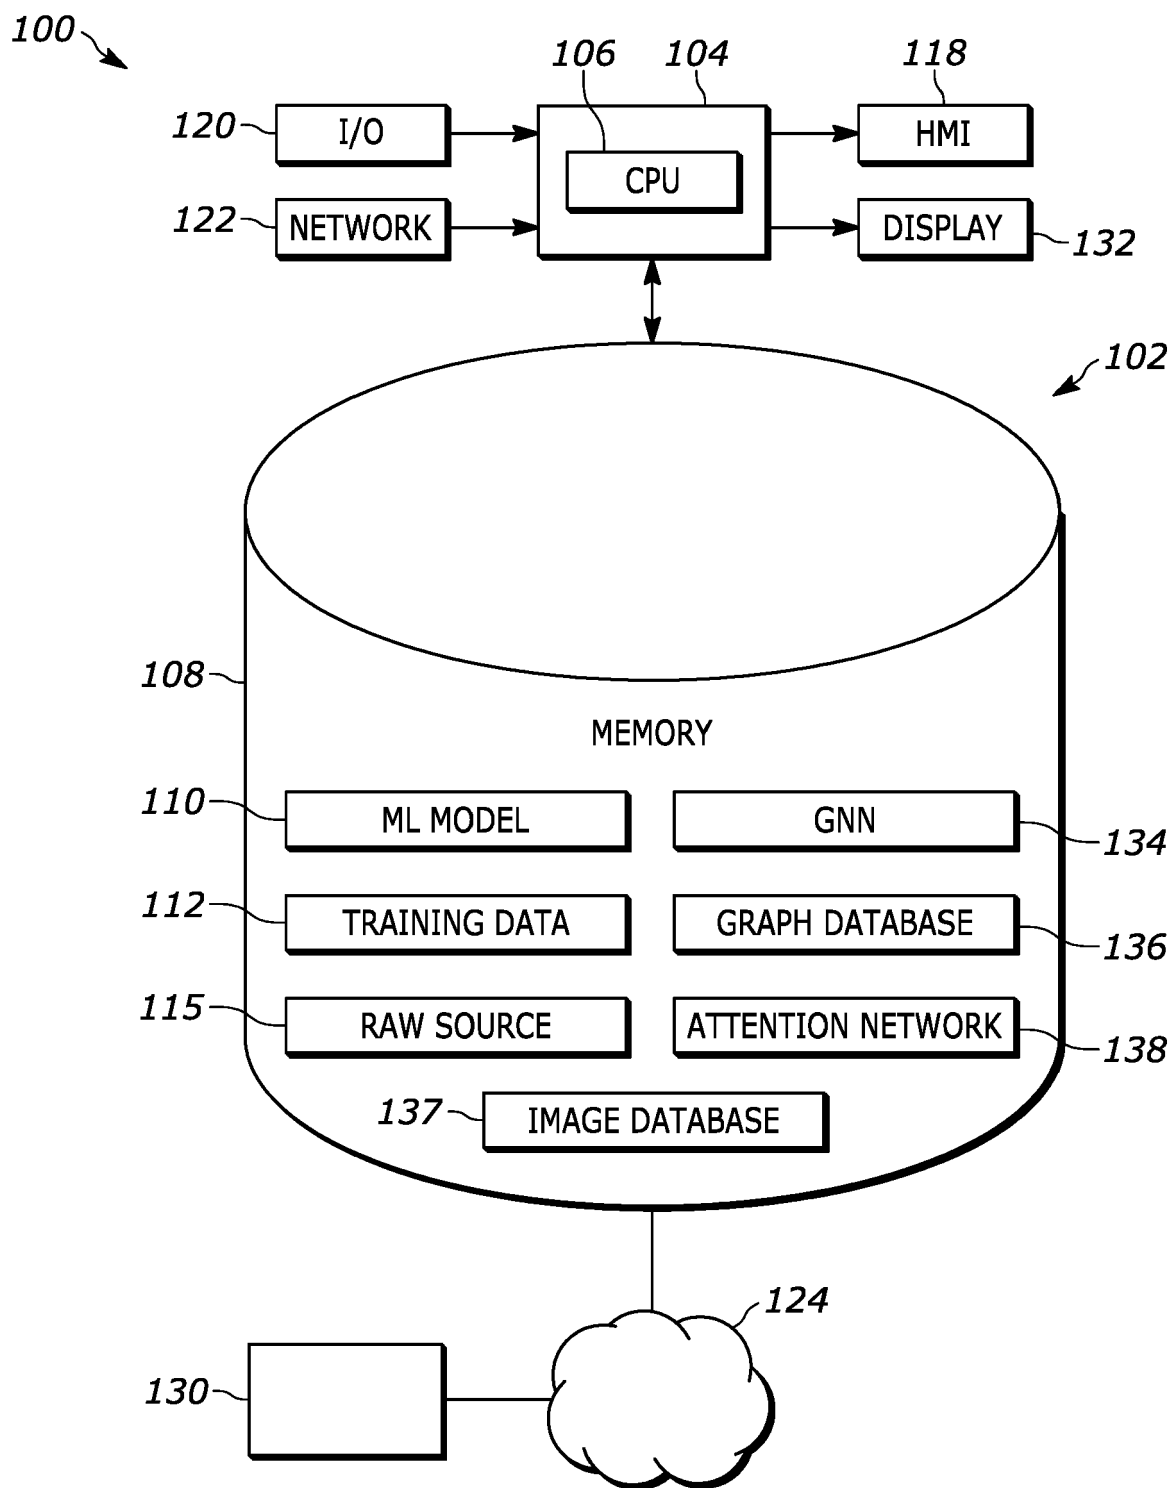 100
106 104 118
120 I/O HMI
CPU
122 NETWORK DISPLAY 132
102
108
MEMORY
110 ML MODEL GNN 134
112 TRAINING DATA GRAPH DATABASE 136
115 RAW SOURCE ATTENTION NETWORK 138
137 IMAGE DATABASE
124
130